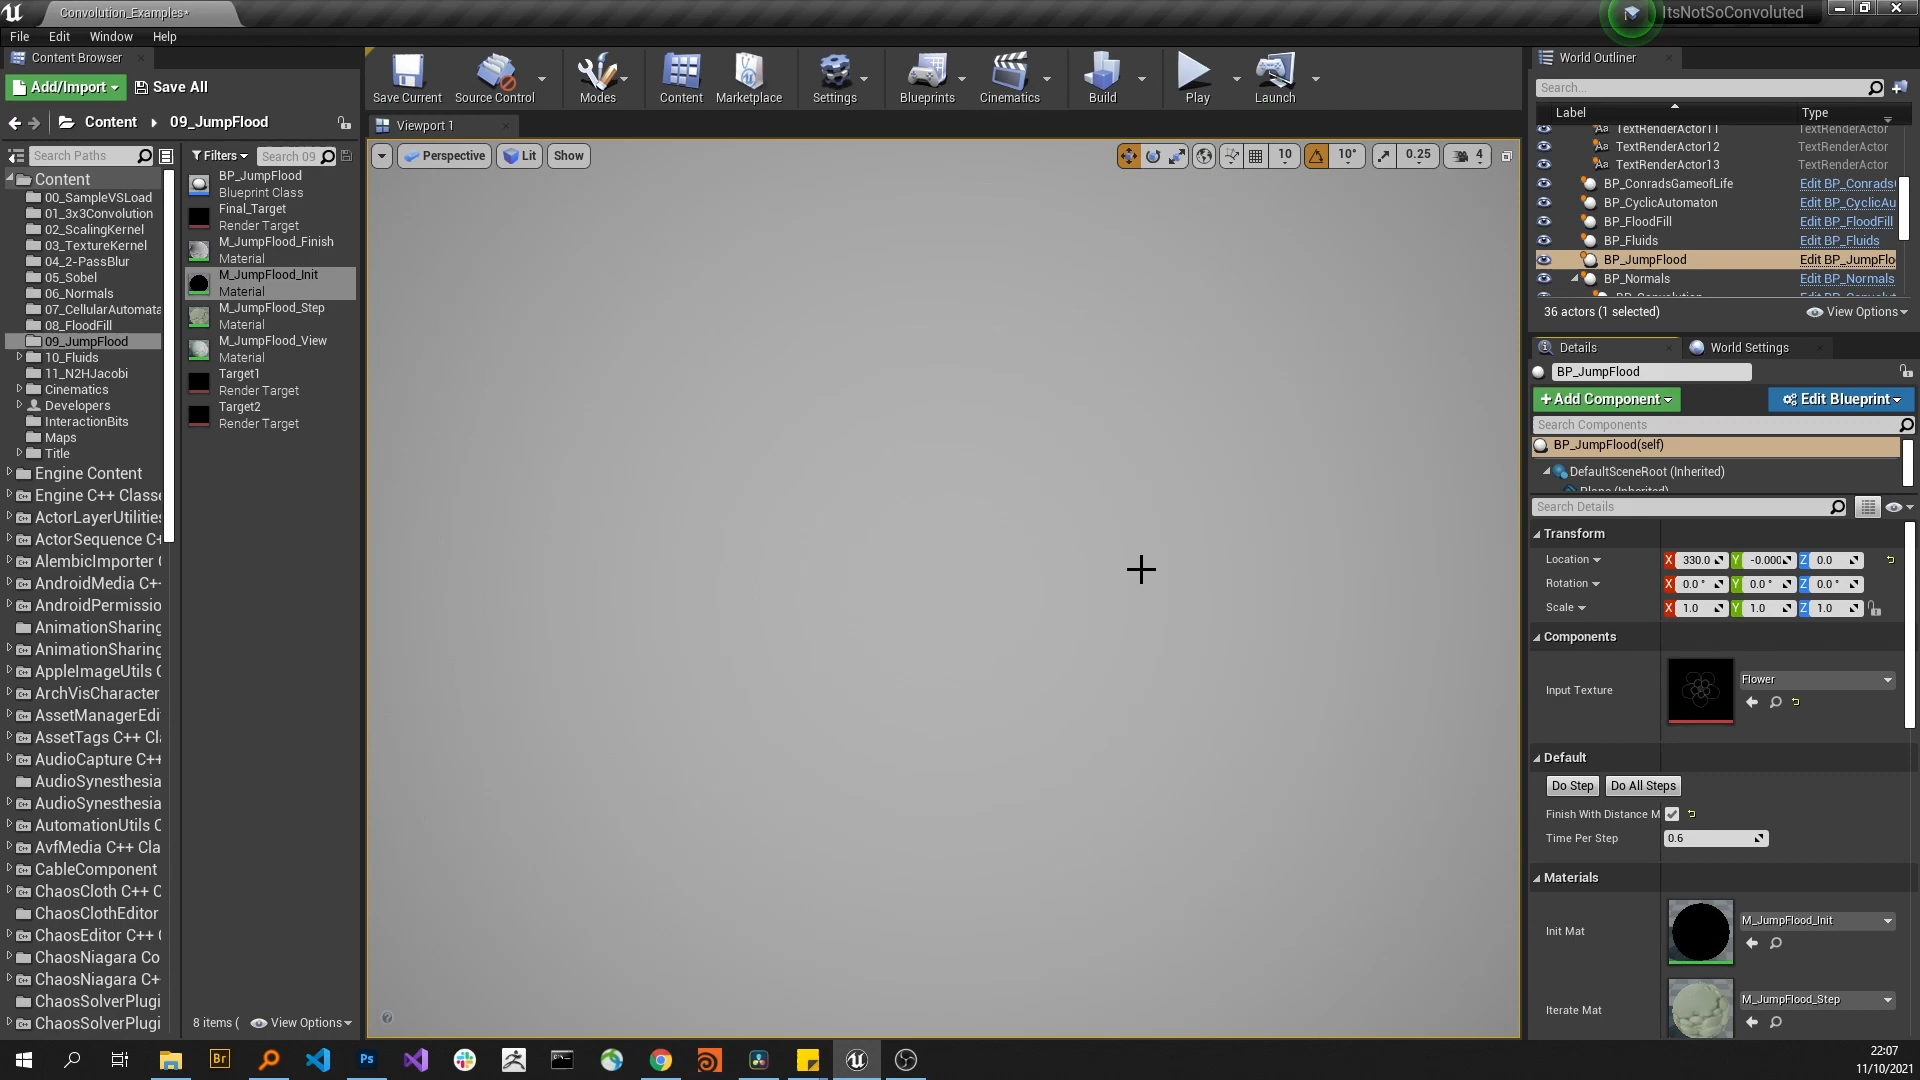 Convolution_Examples*
ItsNotSoConvoluted
File Edit Window Help
Content Browser
Add/Import
Save All
Content
09_JumpFlood
Search Paths
Content
00_SampleVSLoad
01_3x3Convolution
02_ScalingKernel
03_TextureKernel
04_2-PassBlur
05_Sobel
06_Normals
07_CellularAutomata
08_FloodFill
09_JumpFlood
10_Fluids
11_N2HJacobi
Cinematics
Developers
InteractionBits
Maps
Title
Engine Content
Engine C++ Classe
ActorLayerUtilities
ActorSequence C+
AlembicImporter C
AndroidMedia C++
AndroidPermissio
AnimationSharing
AnimationSharing
AppleImageUtils C
ArchVisCharacter
AssetManagerEdi
AssetTags C++ Cla
AudioCapture C++
AudioSynesthesia
AudioSynesthesia
AutomationUtils C
AvfMedia C++ Cla
CableComponent
ChaosCloth C++ C
ChaosClothEditor
ChaosEditor C++ C
ChaosNiagara Co
ChaosNiagara C+
ChaosSolverPlugi
ChaosSolverPlugi
Filters
Search 09
BP_JumpFlood
Blueprint Class
Final_Target
Render Target
M_JumpFlood_Finish
Material
M_JumpFlood_Init
Material
M_JumpFlood_Step
Material
M_JumpFlood_View
Material
Target1
Render Target
Target2
Render Target
8 items (
View Options
Save Current
Source Control
Modes
Content
Marketplace
Settings
Blueprints
Cinematics
Build
Play
Launch
Viewport 1
Perspective
Lit
Show
10
10°
0.25
4
World Outliner
Search...
Label
Type
TextRenderActor11 TextRenderActor
TextRenderActor12 TextRenderActor
TextRenderActor13 TextRenderActor
BP_ConradsGameofLife Edit BP_Conrads
BP_CyclicAutomaton Edit BP_CyclicAu
BP_FloodFill Edit BP_FloodFill
BP_Fluids Edit BP_Fluids
BP_JumpFlood Edit BP_JumpFlo
BP_Normals Edit BP_Normals
36 actors (1 selected)
View Options
Details
World Settings
BP_JumpFlood
Add Component
Edit Blueprint
Search Components
BP_JumpFlood(self)
DefaultSceneRoot (Inherited)
Plane (Inherited)
Search Details
Transform
Location X 330.0 Y -0.000 Z 0.0
Rotation X 0.0 ° Y 0.0 ° Z 0.0 °
Scale X 1.0 Y 1.0 Z 1.0
Components
Input Texture
Flower
Default
Do Step
Do All Steps
Finish With Distance M
Time Per Step
0.6
Materials
Init Mat
M_JumpFlood_Init
Iterate Mat
M_JumpFlood_Step
Br
Ps
22:07
11/10/2021